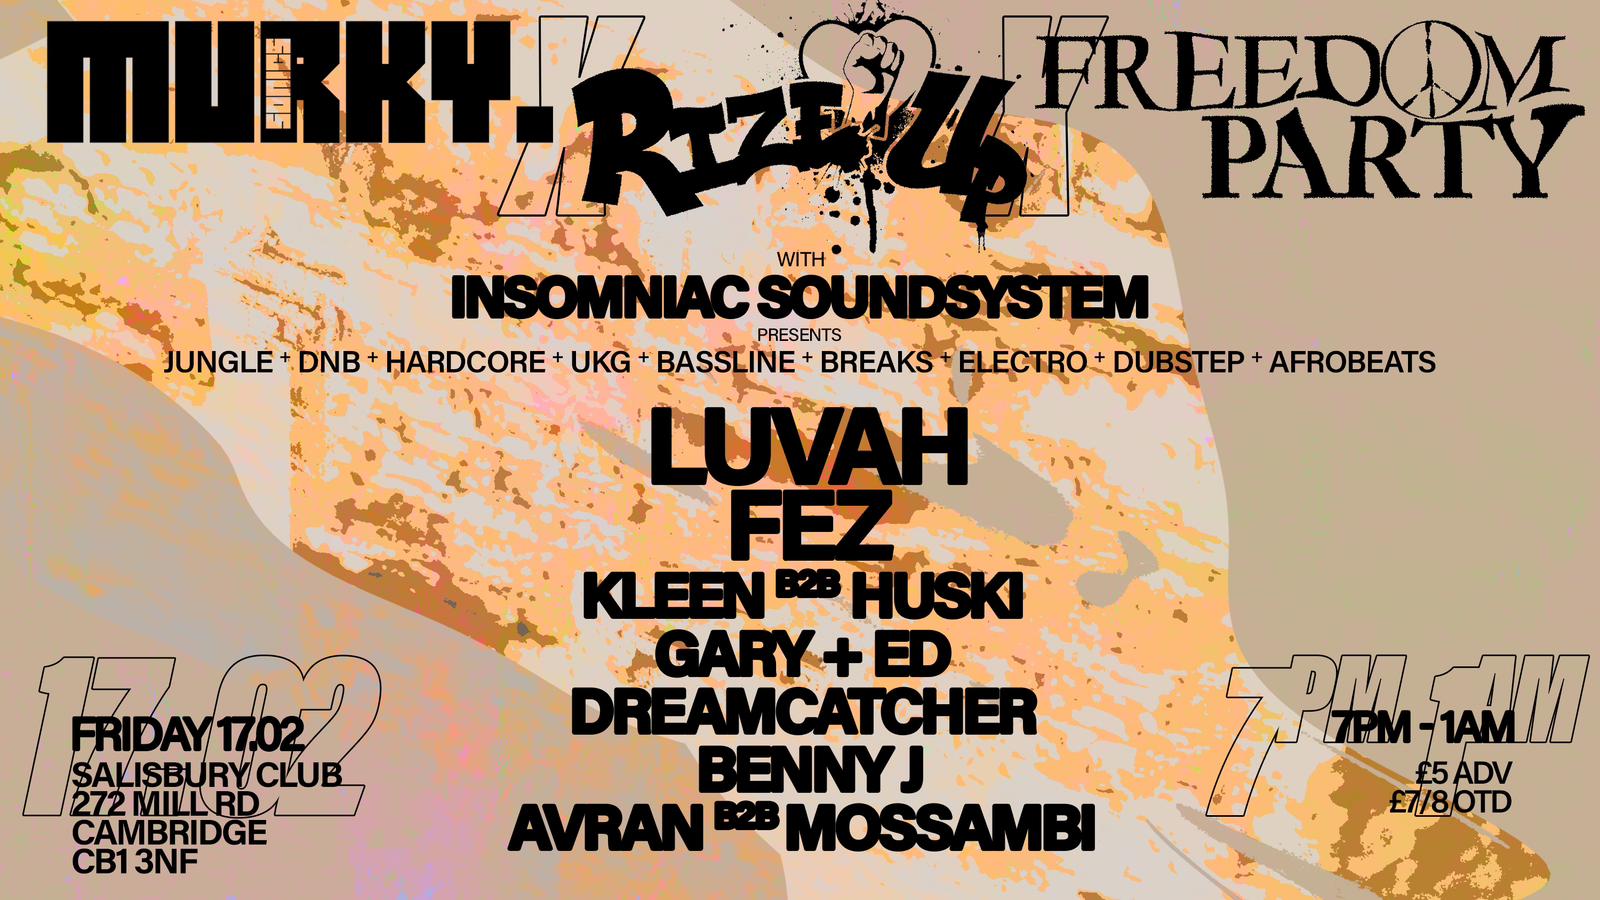 MURKY.
SONICS
X
RIZE UP
X
FREEDOM
PARTY
WITH
INSOMNIAC SOUNDSYSTEM
PRESENTS
JUNGLE + DNB + HARDCORE + UKG + BASSLINE + BREAKS + ELECTRO + DUBSTEP + AFROBEATS
LUVAH
FEZ
KLEEN B2B HUSKI
GARY + ED
DREAMCATCHER
BENNY J
AVRAN B2B MOSSAMBI
17.02
FRIDAY 17.02
SALISBURY CLUB
272 MILL RD
CAMBRIDGE
CB1 3NF
7PM 1AM
7PM - 1AM
£5 ADV
£7/8 OTD